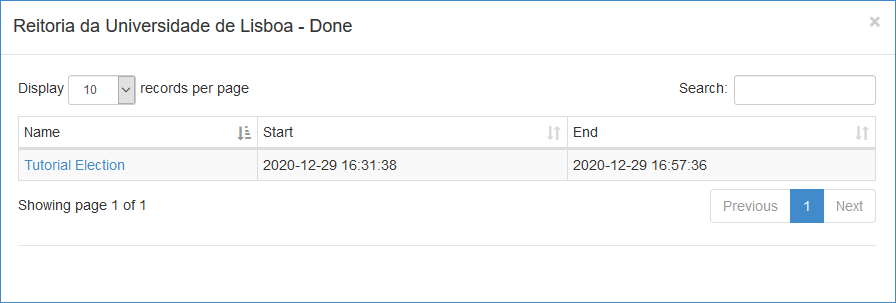 Reitoria da Universidade de Lisboa - Done ×
Display 10 records per page Search:
Name Start End
Tutorial Election 2020-12-29 16:31:38 2020-12-29 16:57:36
Showing page 1 of 1 Previous 1 Next